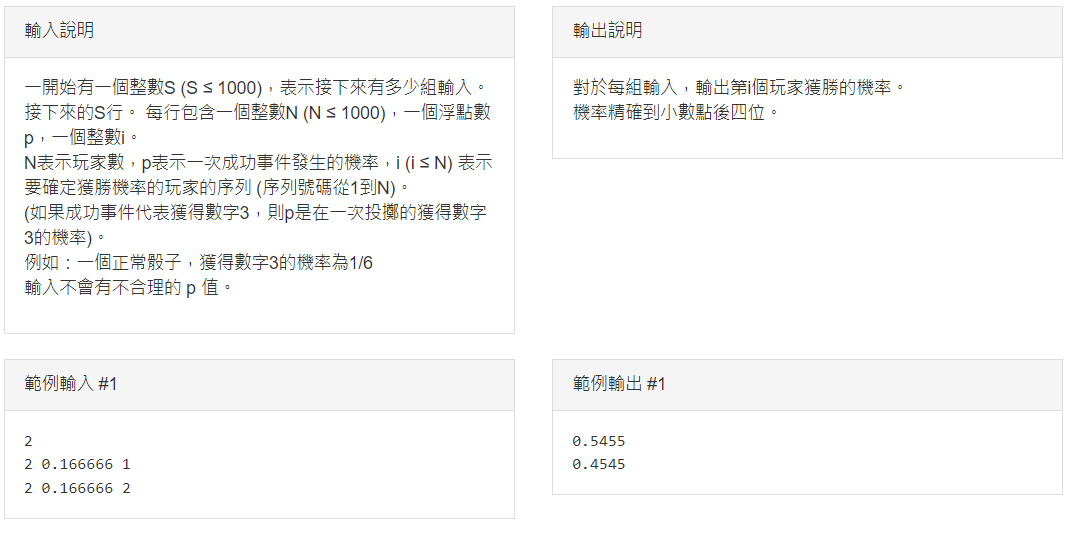 輸入說明
一開始有一個整數S (S ≤ 1000)，表示接下來有多少組輸入。
接下來的S行。 每行包含一個整數N (N ≤ 1000)，一個浮點數
p，一個整數i。
N表示玩家數，p表示一次成功事件發生的機率，i (i ≤ N) 表示
要確定獲勝機率的玩家的序列 (序列號碼從1到N)。
(如果成功事件代表獲得數字3，則p是在一次投擲的獲得數字
3的機率)。
例如：一個正常骰子，獲得數字3的機率為1/6
輸入不會有不合理的 p 值。
輸出說明
對於每組輸入，輸出第i個玩家獲勝的機率。
機率精確到小數點後四位。
範例輸入 #1
2
2 0.166666 1
2 0.166666 2
範例輸出 #1
0.5455
0.4545